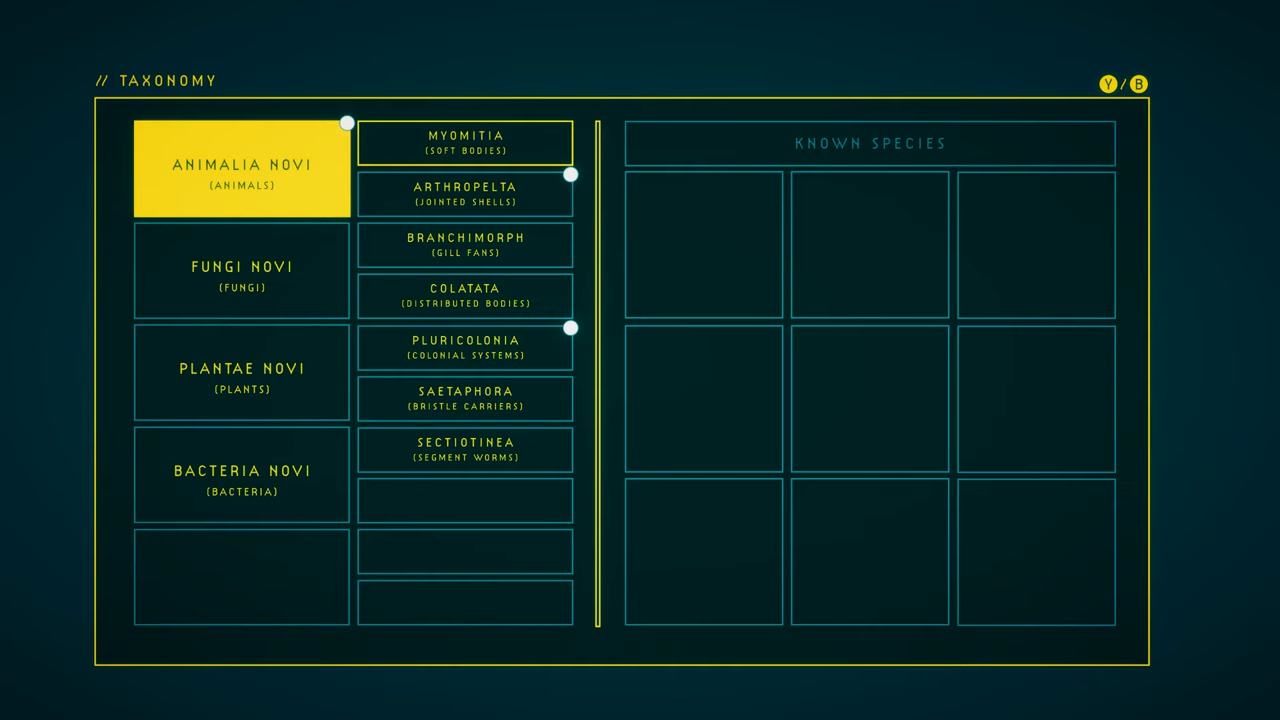 // TAXONOMY
Y / B
ANIMALIA NOVI
(ANIMALS)
FUNGI NOVI
(FUNGI)
PLANTAE NOVI
(PLANTS)
BACTERIA NOVI
(BACTERIA)
MYOMITIA
(SOFT BODIES)
ARTHROPELTA
(JOINTED SHELLS)
BRANCHIMORPH
(GILL FANS)
COLATATA
(DISTRIBUTED BODIES)
PLURICOLONIA
(COLONIAL SYSTEMS)
SAETAPHORA
(BRISTLE CARRIERS)
SECTIOTINEA
(SEGMENT WORMS)
KNOWN SPECIES